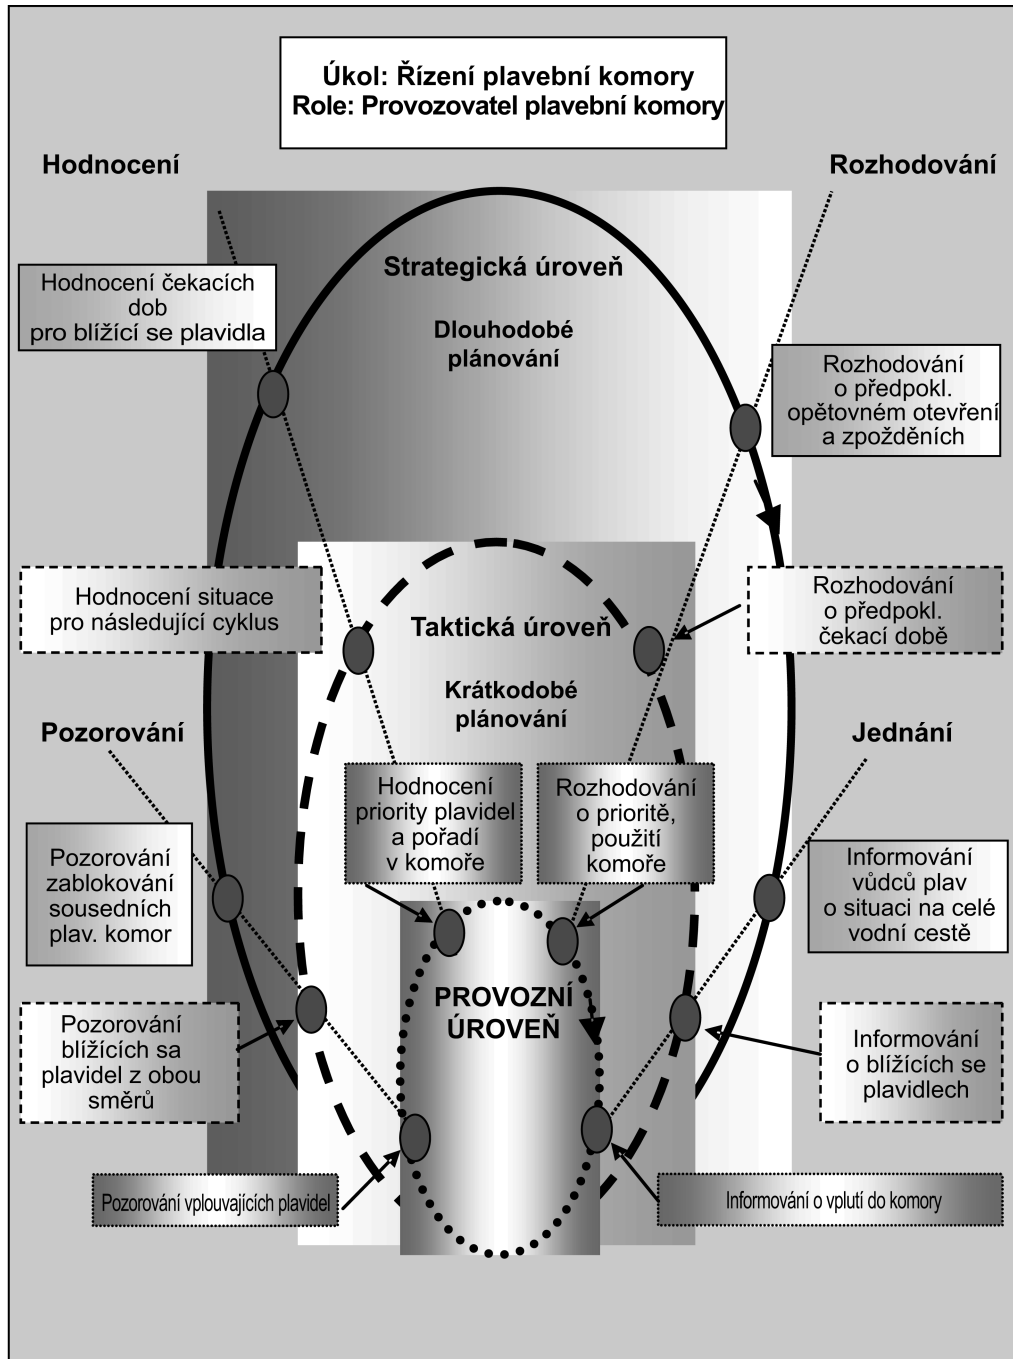 Úkol: Řízení plavební komory
Role: Provozovatel plavební komory
Hodnocení
Rozhodování
Strategická úroveň
Dlouhodobé
plánování
Hodnocení čekacích
dob
pro blížící se plavidla
Rozhodování
o předpokl.
opětovném otevření
a zpožděních
Hodnocení situace
pro následující cyklus
Taktická úroveň
Krátkodobé
plánování
Rozhodování
o předpokl.
čekací době
Pozorování
Jednání
Hodnocení
priority plavidel
a pořadí
v komoře
Rozhodování
o prioritě,
použití
komoře
Pozorování
zablokování
sousedních
plav. komor
Informování
vůdců plav
o situaci na celé
vodní cestě
PROVOZNÍ
ÚROVEŇ
Pozorování
blížících sa
plavidel z obou
směrů
Informování
o blížících se
plavidlech
Pozorování vplouvajících plavidel
Informování o vplutí do komory